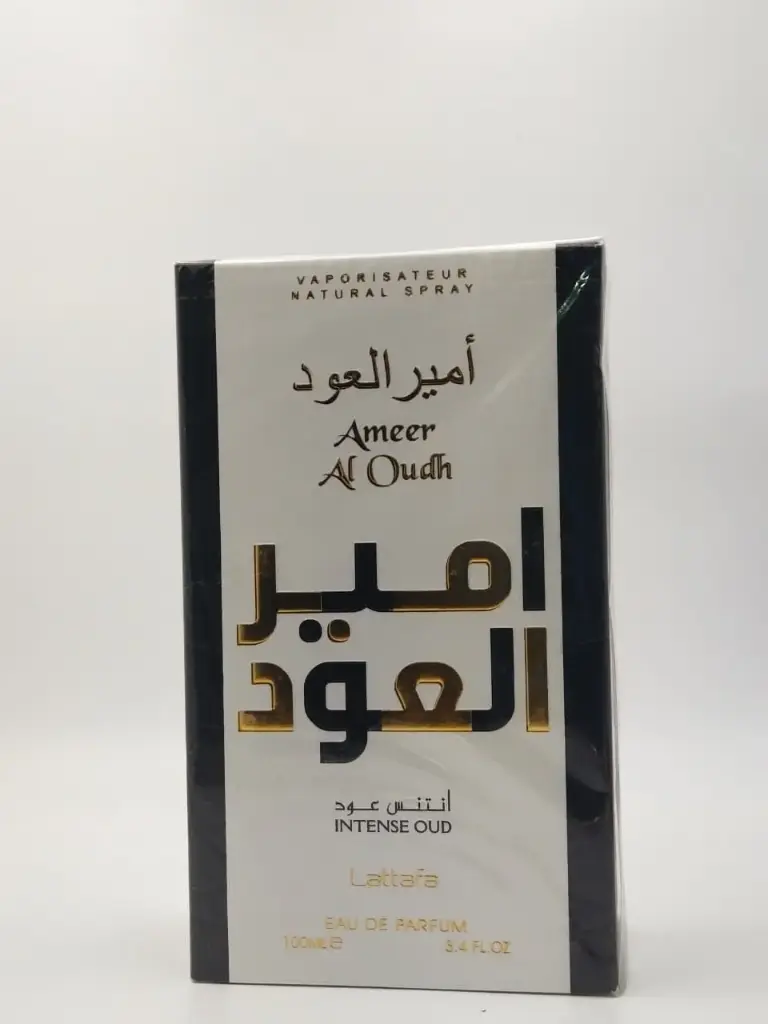 VAPORISATEUR
NATURAL SPRAY
أمير العود
Ameer
Al Oudh
امير
العود
انتنس عود
INTENSE OUD
Lattafa
EAU DE PARFUM
100ML℮ 3.4 FL.OZ